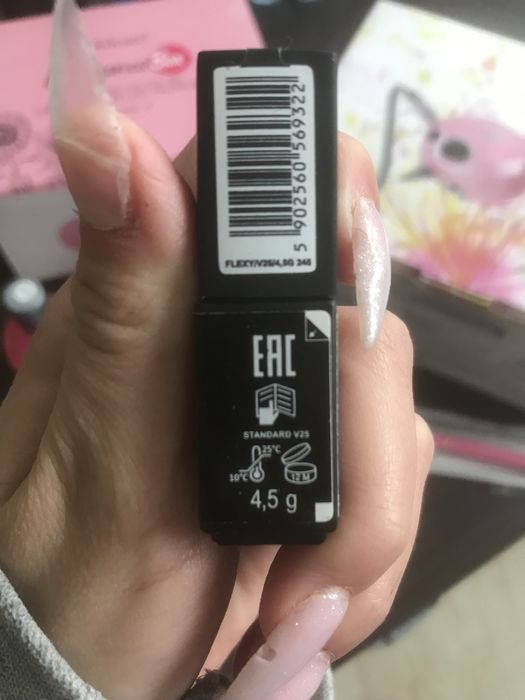 5 902560 569322
FLEXY/V25/4,5G 246
EAC
STANDARD V25
25°C
10°C
12 M
4,5 g